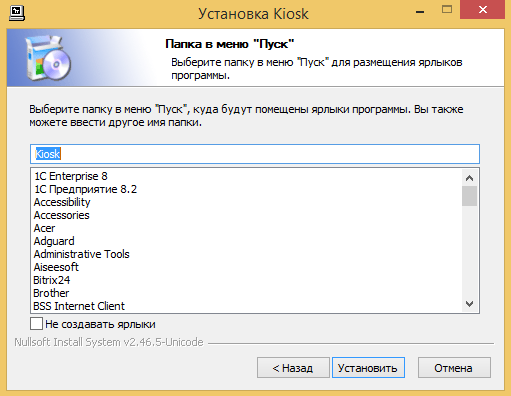 Установка Kiosk
Папка в меню "Пуск"
Выберите папку в меню "Пуск" для размещения ярлыков
программы.
Выберите папку в меню "Пуск", куда будут помещены ярлыки программы. Вы также
можете ввести другое имя папки.
Kiosk
1C Enterprise 8
1С Предприятие 8.2
Accessibility
Accessories
Acer
Adguard
Administrative Tools
Aiseesoft
Bitrix24
Brother
BSS Internet Client
Не создавать ярлыки
Nullsoft Install System v2.46.5-Unicode
< Назад
Установить
Отмена